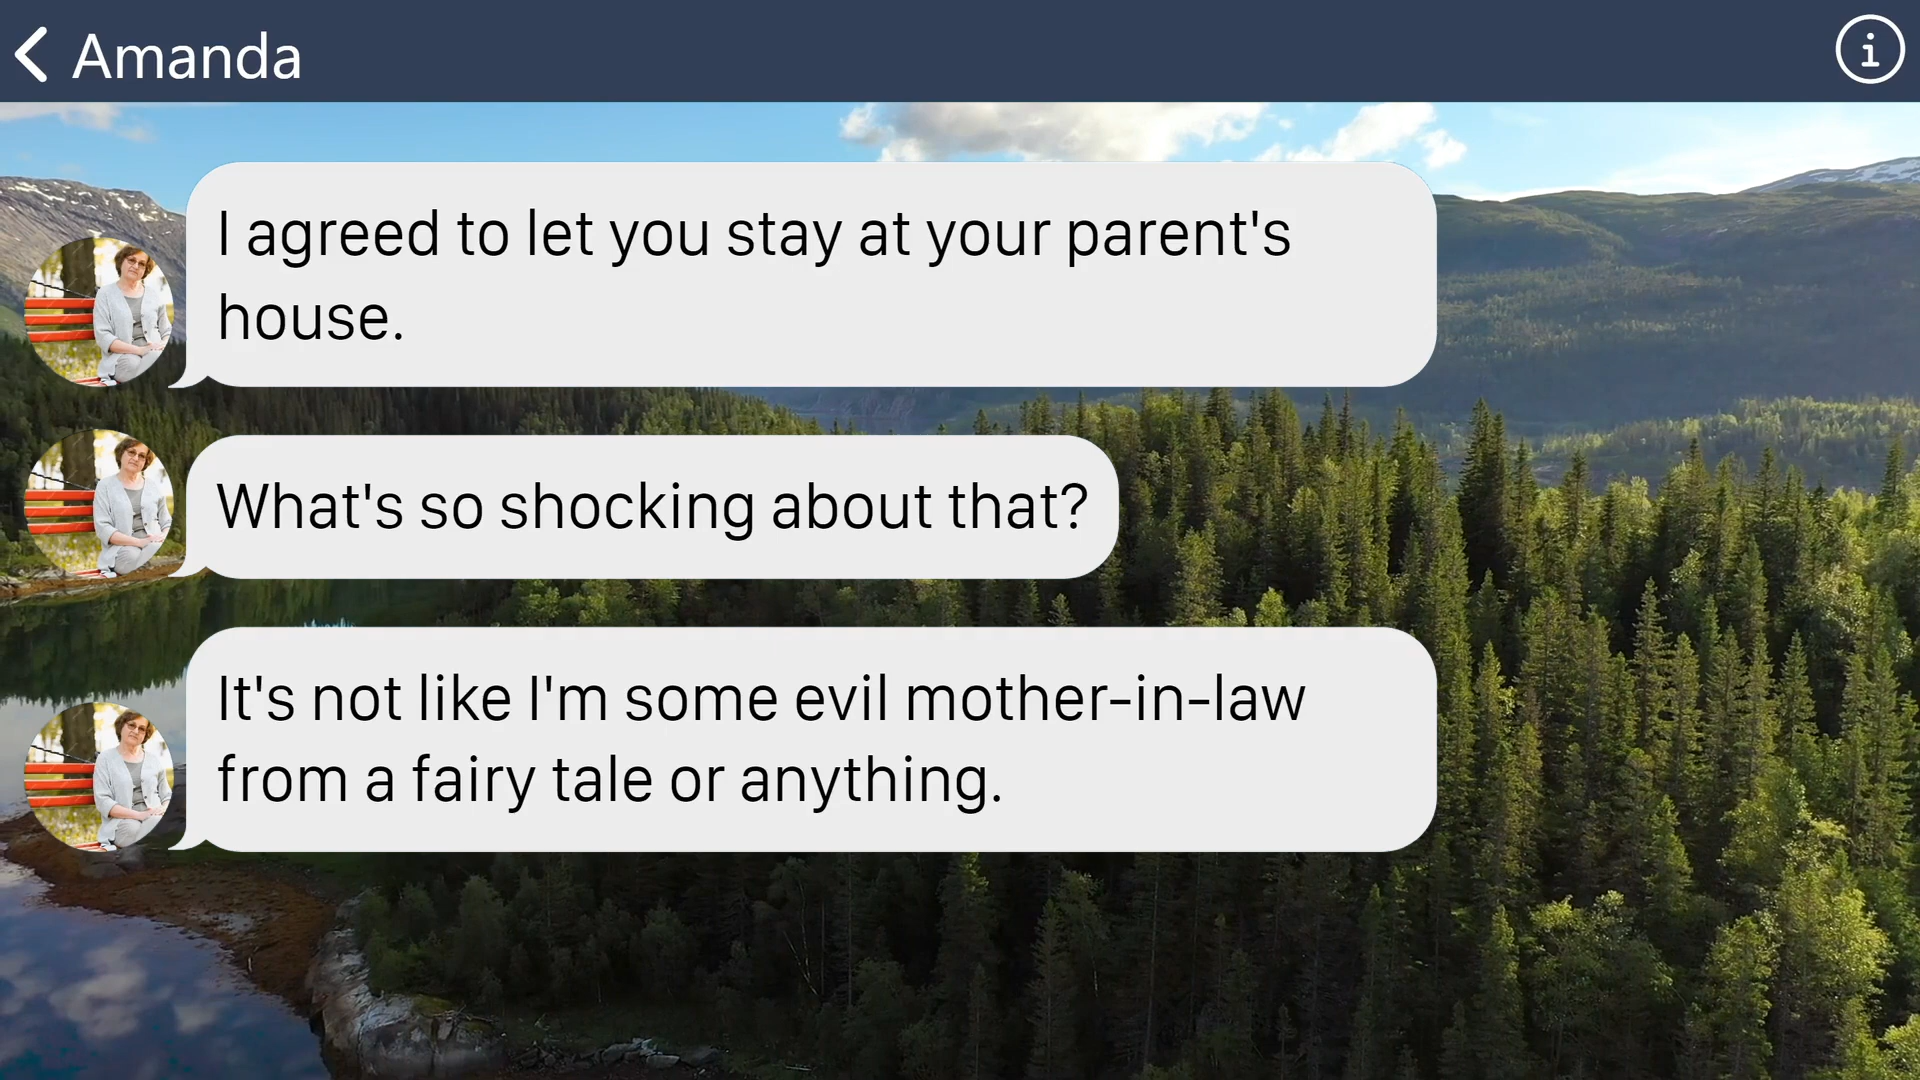 Amanda
I agreed to let you stay at your parent's
house.
What's so shocking about that?
It's not like I'm some evil mother-in-law
from a fairy tale or anything.